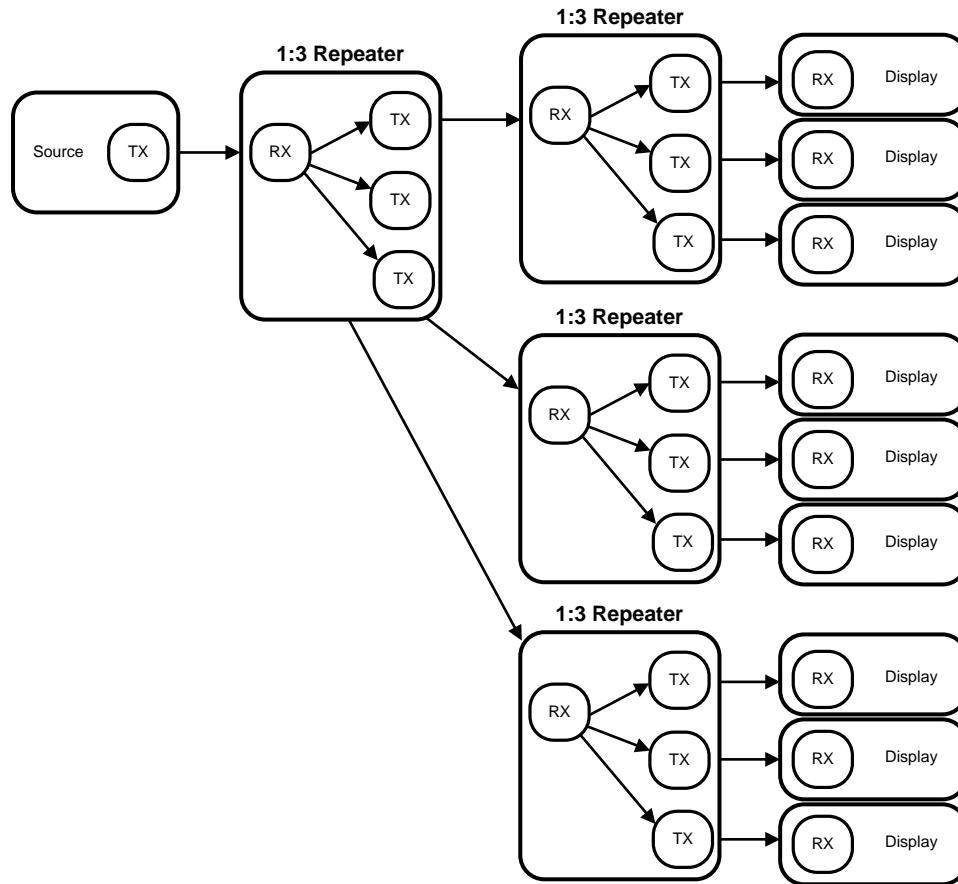 1:3 Repeater
1:3 Repeater
Source
TX
RX
TX
TX
TX
RX
TX
TX
TX
RX
Display
RX
Display
RX
Display
1:3 Repeater
RX
TX
TX
TX
RX
Display
RX
Display
RX
Display
1:3 Repeater
RX
TX
TX
TX
RX
Display
RX
Display
RX
Display